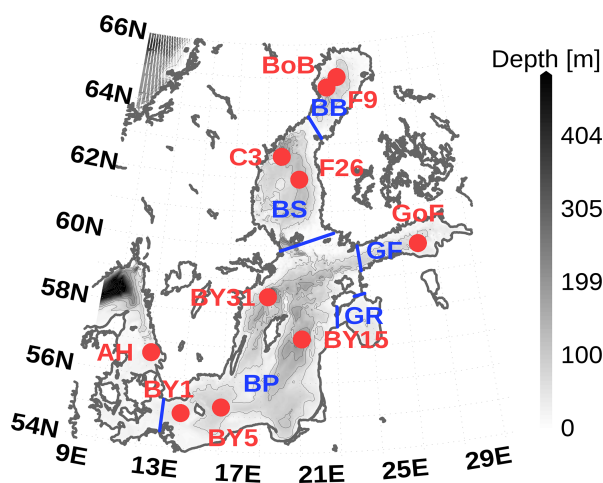 66N
Depth [m]
BoB
64N
F9
BB
404
62N
C3
F26
BS
305
GoF
60N
GF
199
58N
BY31
GR
BY15
AH
100
56N
BP
BY1
54N
BY5
0
9E
13E
17E
21E
25E
29E